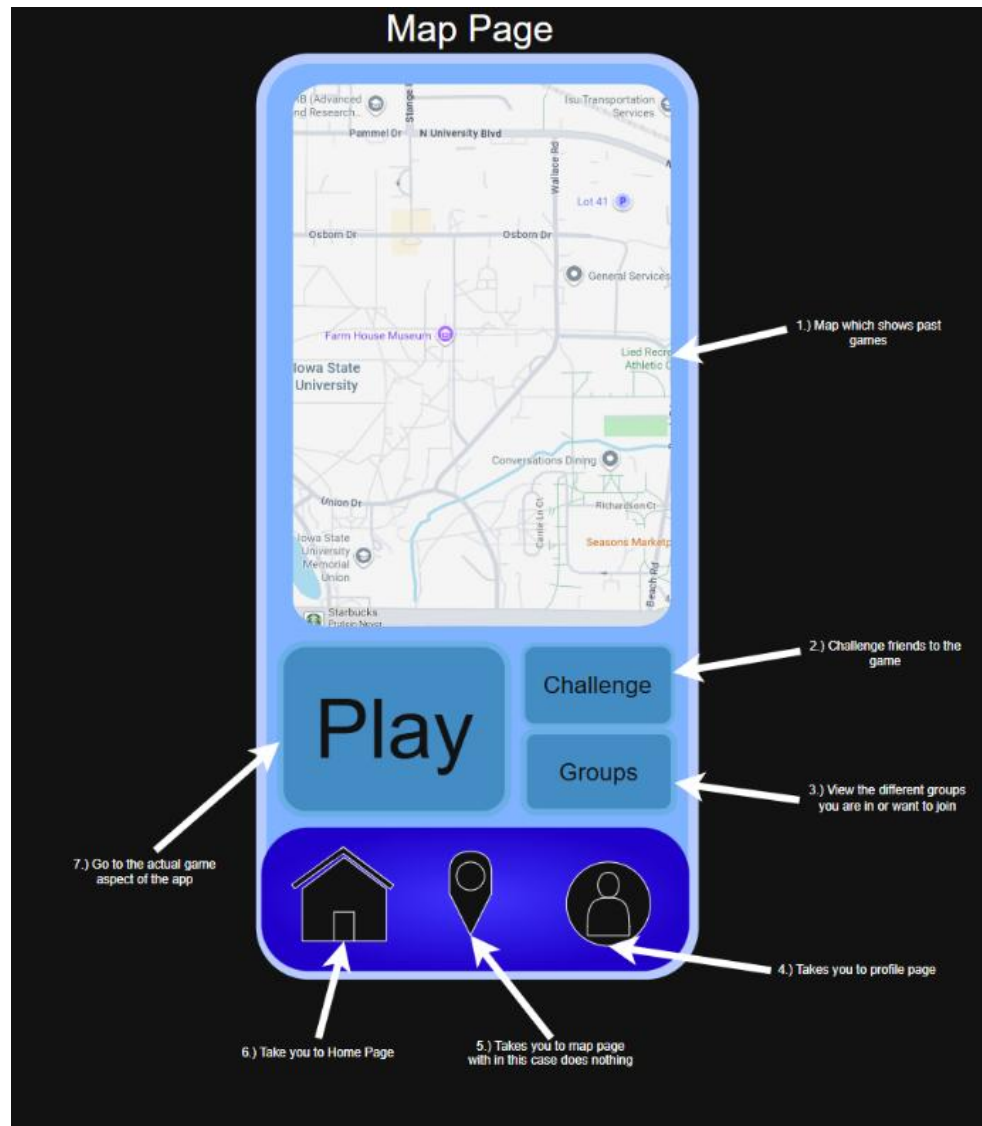 Map Page
HB (Advanced
nd Research...
Stange
Isu Transportation
Services
Pammel Dr
N University Blvd
Wallace Rd
Lot 41
P
Osborn Dr
Osborn Dr
General Services
Farm House Museum
1.) Map which shows past
games
Lied Recre
Athletic C
Iowa State
University
Conversations Dining
Union Dr
Carrie Ln Ct
Richardson Ct
Iowa State
University
Memorial
Union
Seasons Marketp
Beach Rd
Starbucks
2.) Challenge friends to the
game
Challenge
Play
Groups
3.) View the different groups
you are in or want to join
7.) Go to the actual game
aspect of the app
4.) Takes you to profile page
6.) Take you to Home Page
5.) Takes you to map page
with in this case does nothing